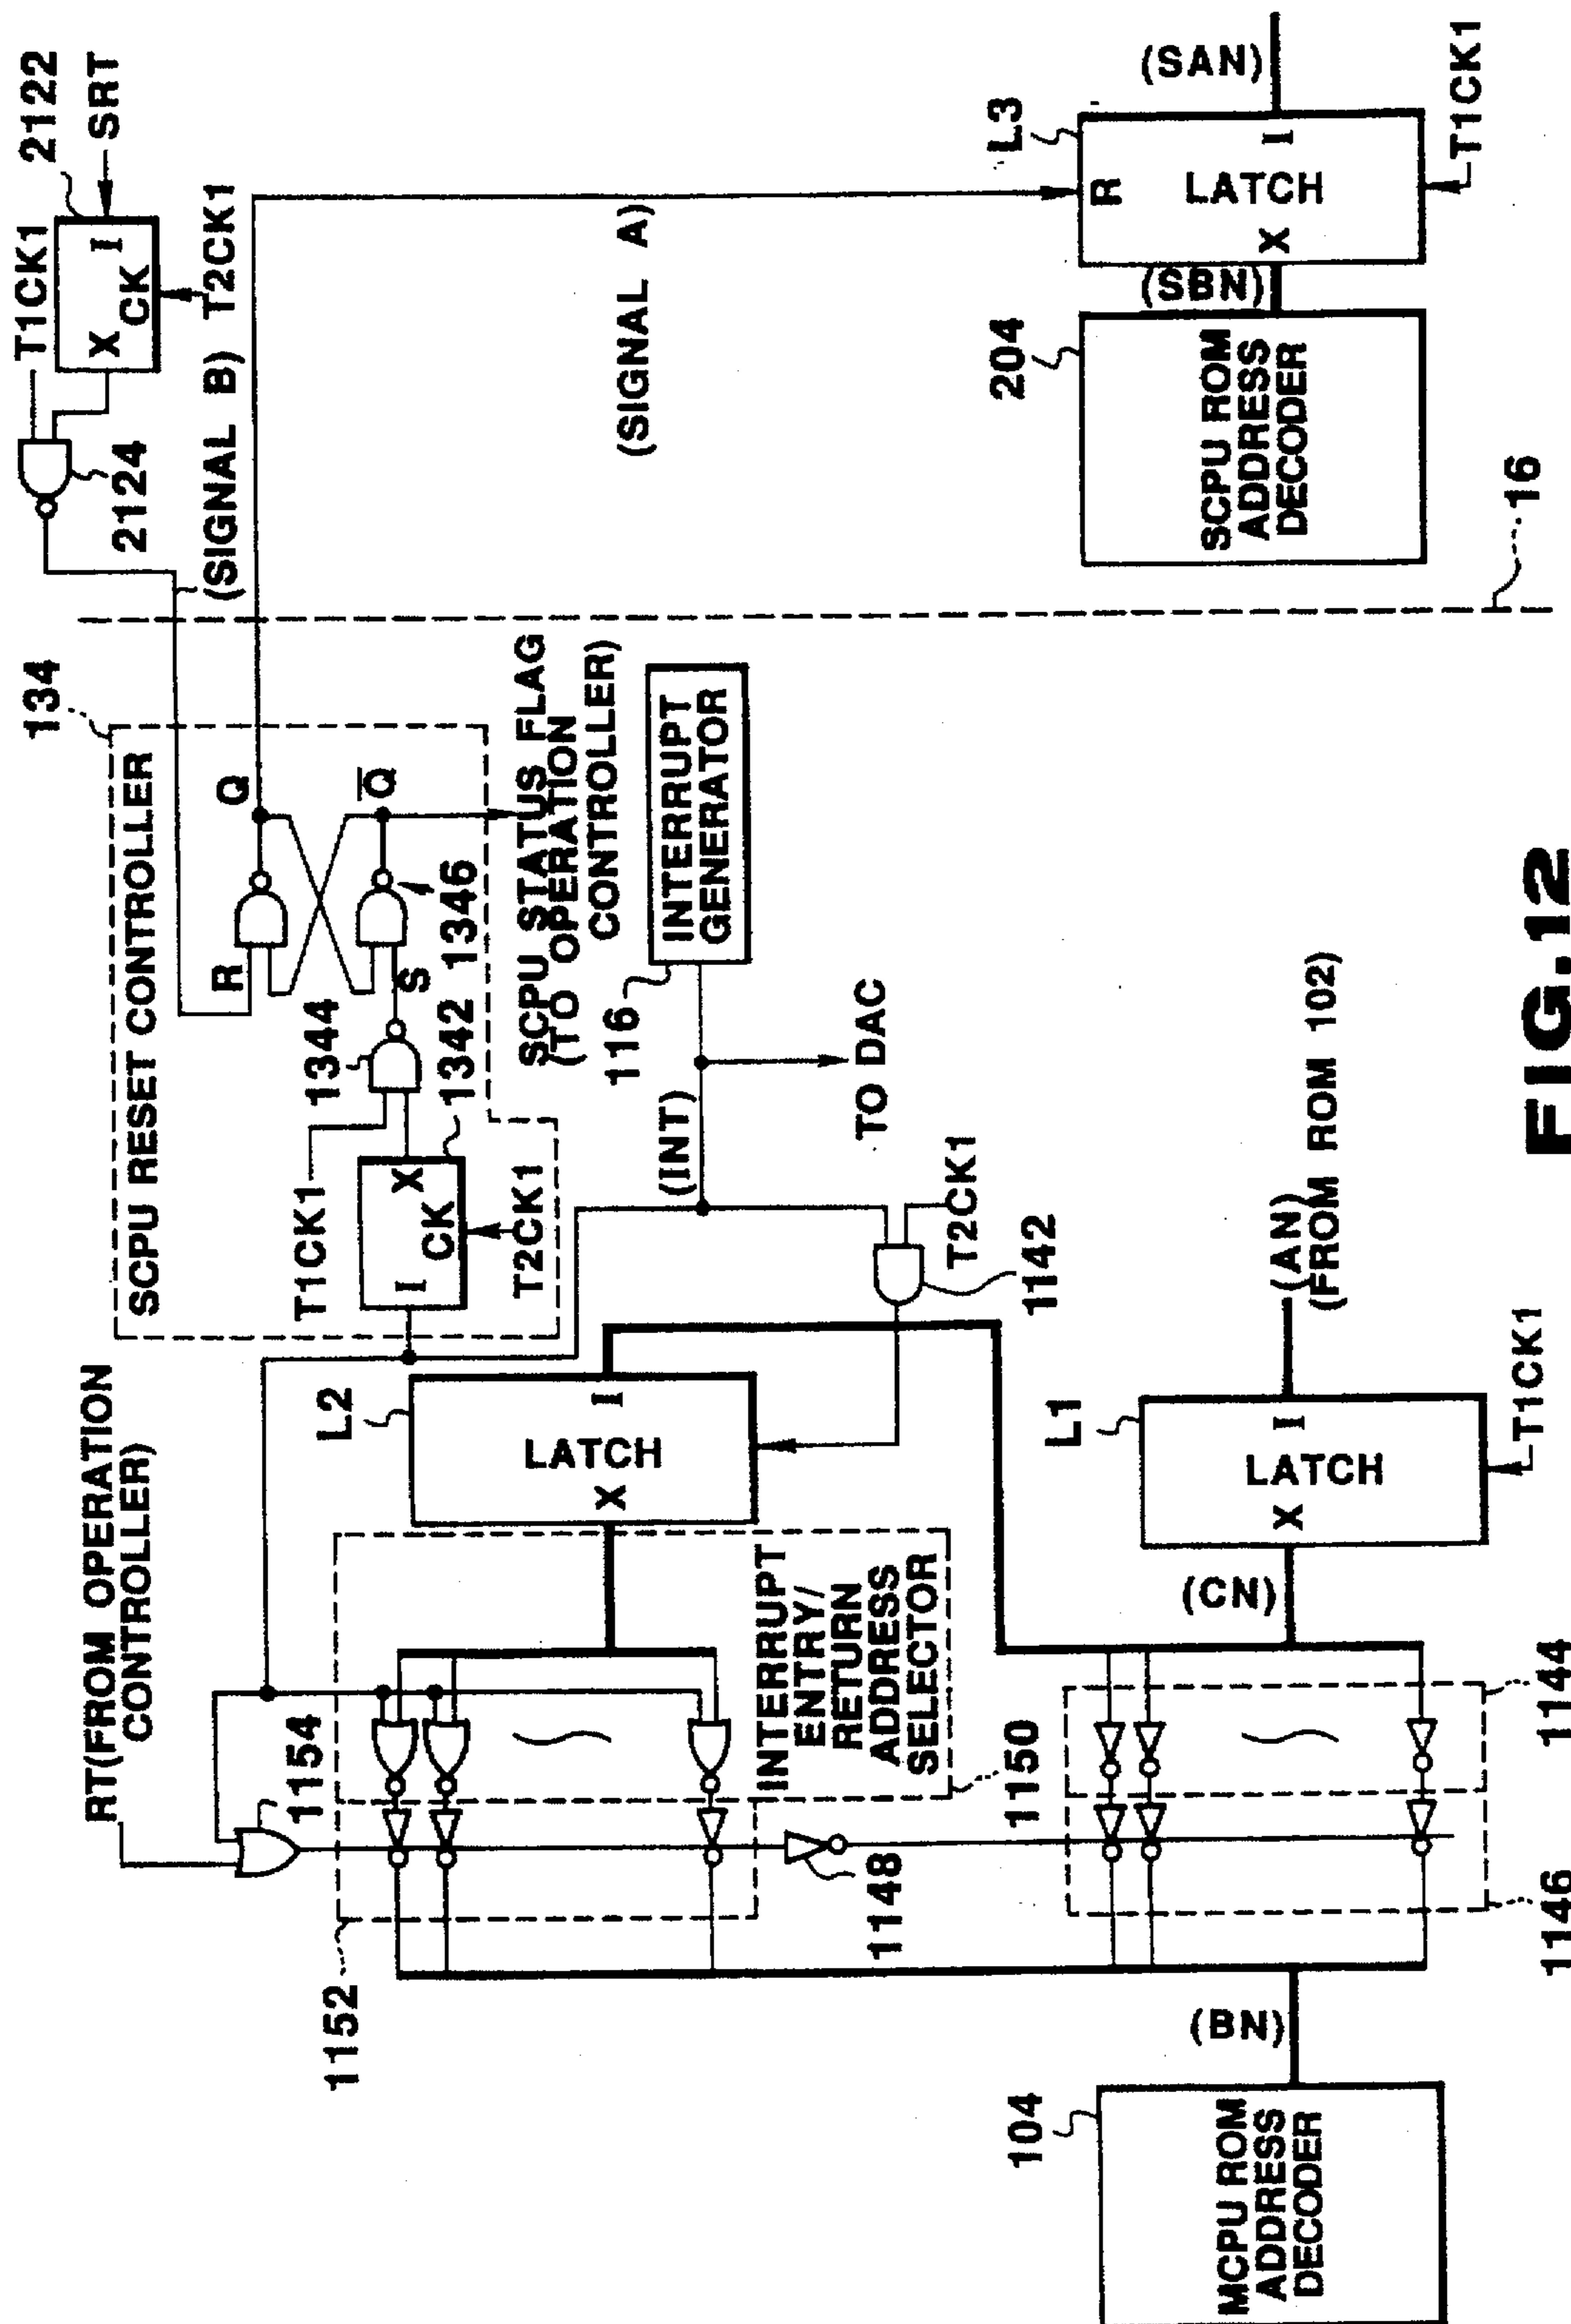 RT(FROM OPERATION
CONTROLLER)
1154
1152
SCPU RESET CONTROLLER
134
T1CK1
1344
1342
1346
I
X
CK
T2CK1
R
S
Q
Q̅
SCPU STATUS FLAG
(TO OPERATION
CONTROLLER)
2124
T1CK1
2122
SRT
X
I
CK
T2CK1
(SIGNAL B)
(SIGNAL A)
L2
X
LATCH
I
INTERRUPT
ENTRY/
RETURN
ADDRESS
SELECTOR
1150
1148
(INT)
116
INTERRUPT
GENERATOR
TO DAC
T2CK1
1142
104
MCPU ROM
ADDRESS
DECODER
(BN)
1146
1144
(CN)
L1
X
LATCH
I
T1CK1
(AN)
(FROM ROM 102)
16
204
SCPU ROM
ADDRESS
DECODER
(SBN)
L3
R
X
LATCH
I
(SAN)
T1CK1
FIG.12